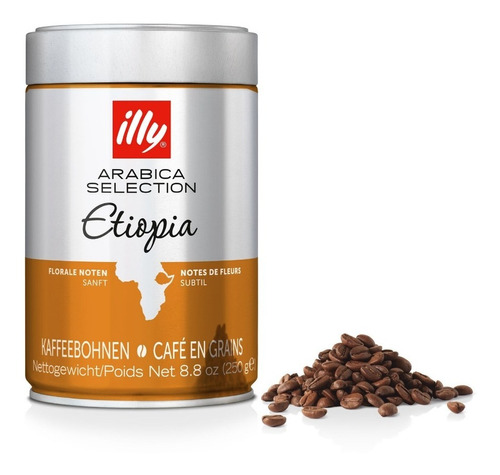 illy®
ARABICA
SELECTION
Etiopia
FLORALE NOTEN
SANFT
NOTES DE FLEURS
SUBTIL
KAFFEEBOHNEN CAFÉ EN GRAINS
Nettogewicht/Poids Net 8.8 oz (250 g℮)